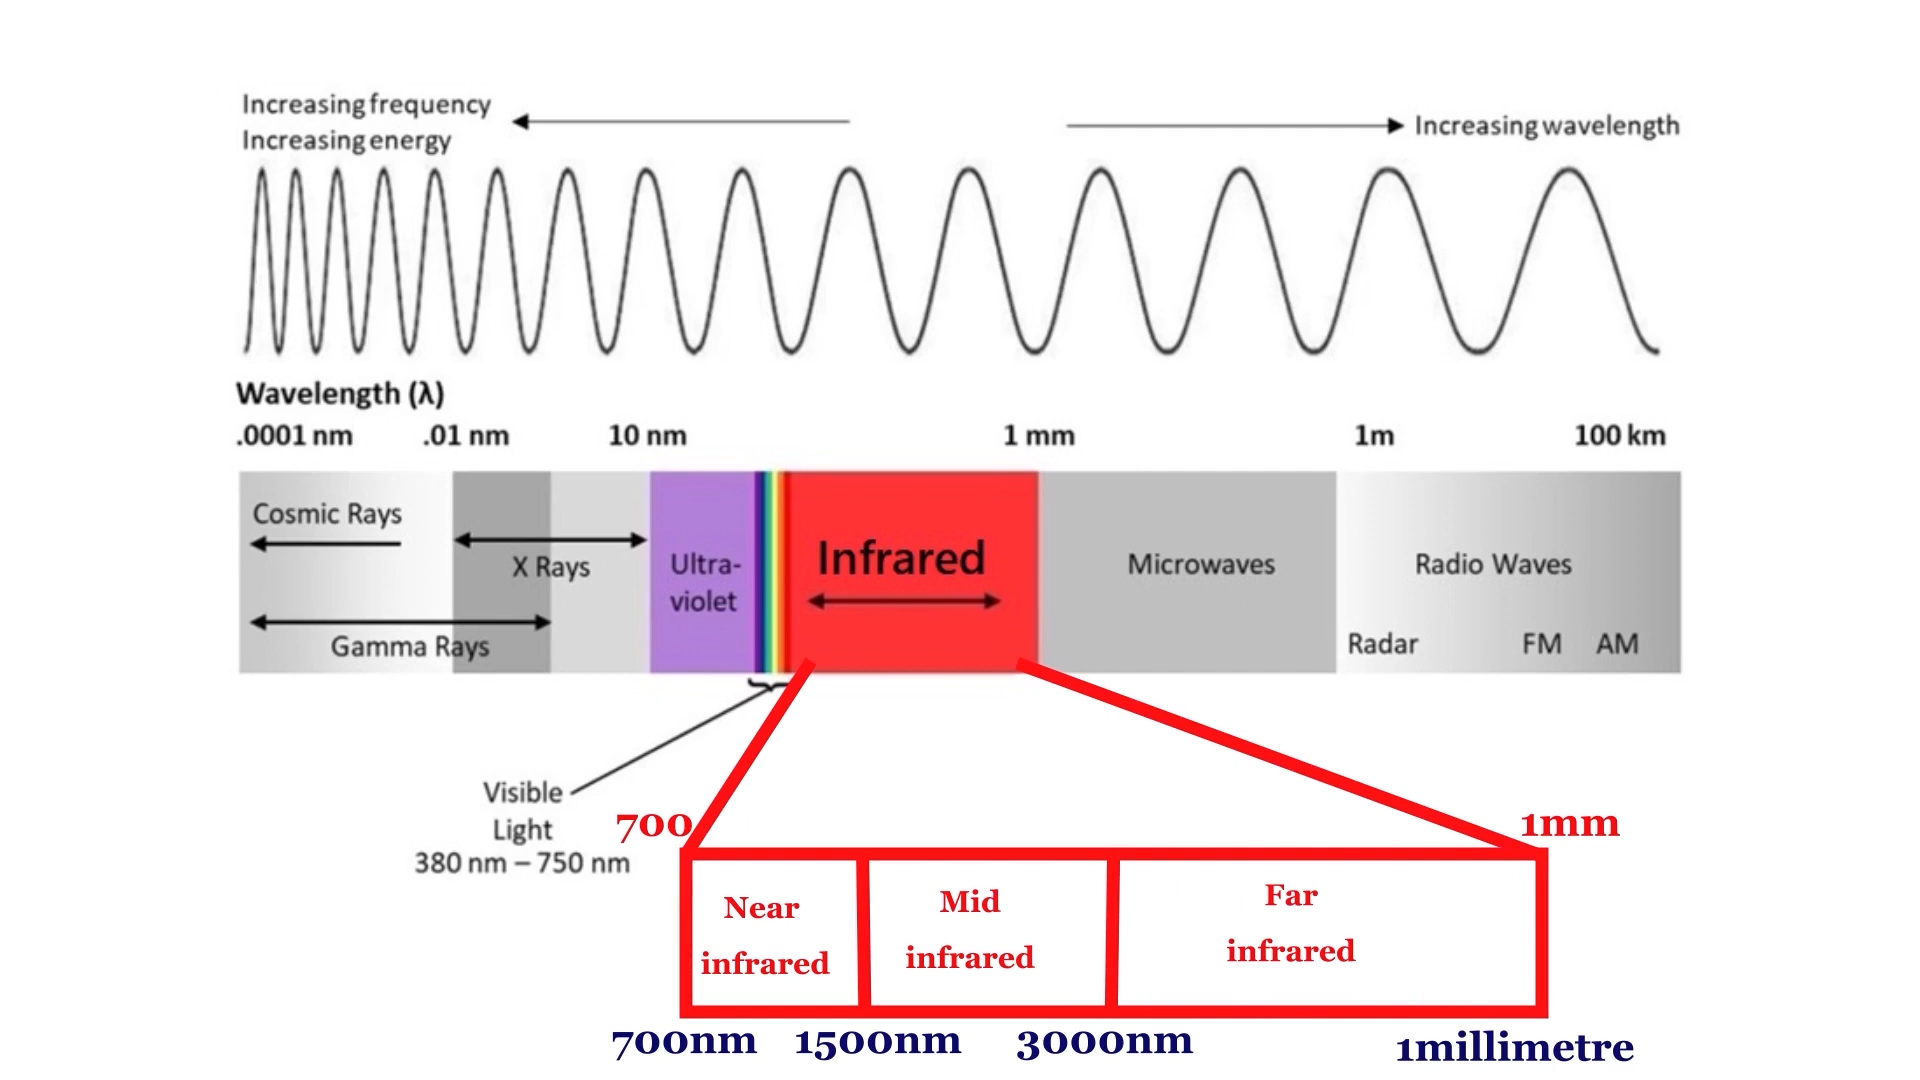 Increasing frequency
Increasing energy
Increasing wavelength
Wavelength (λ)
.0001 nm .01 nm 10 nm 1 mm 1m 100 km
Cosmic Rays
X Rays
Gamma Rays
Ultra-
violet
Infrared
Microwaves
Radio Waves
Radar FM AM
Visible
Light
380 nm – 750 nm
700
1mm
Near
infrared
Mid
infrared
Far
infrared
700nm 1500nm 3000nm 1millimetre